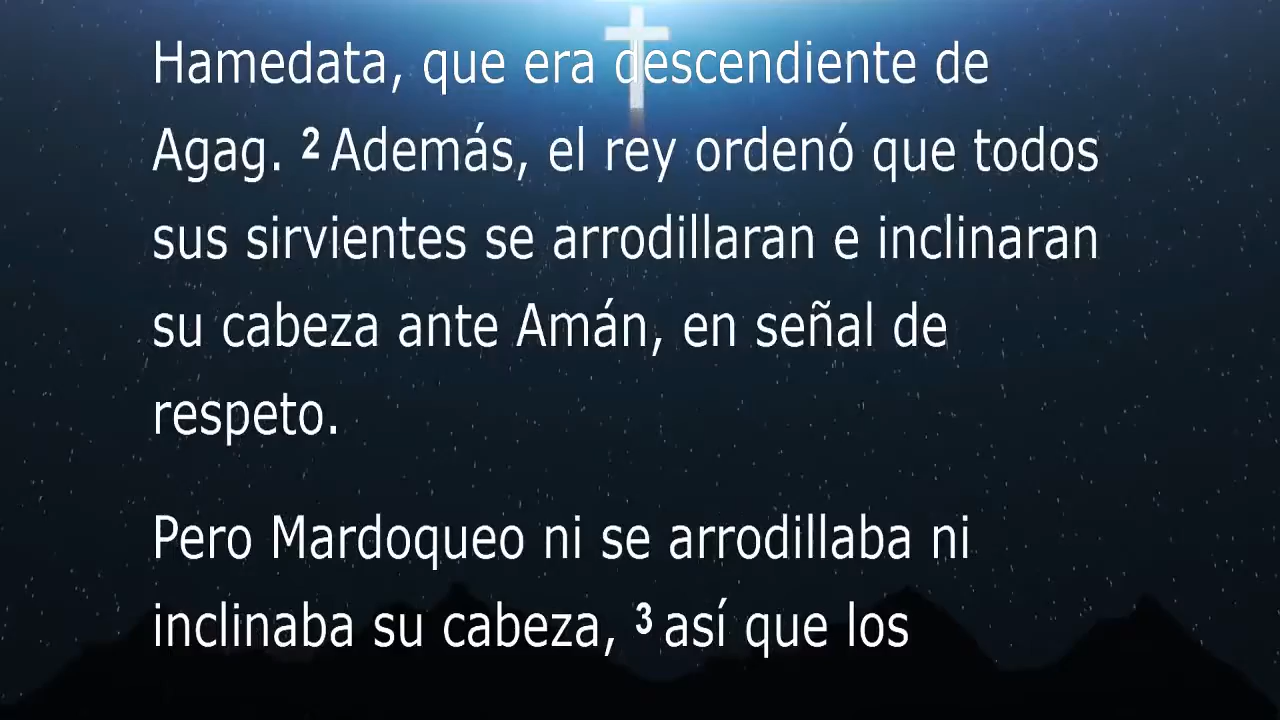 Hamedata, que era descendiente de
Agag. 2 Además, el rey ordenó que todos
sus sirvientes se arrodillaran e inclinaran
su cabeza ante Amán, en señal de
respeto.
Pero Mardoqueo ni se arrodillaba ni
inclinaba su cabeza, 3 así que los